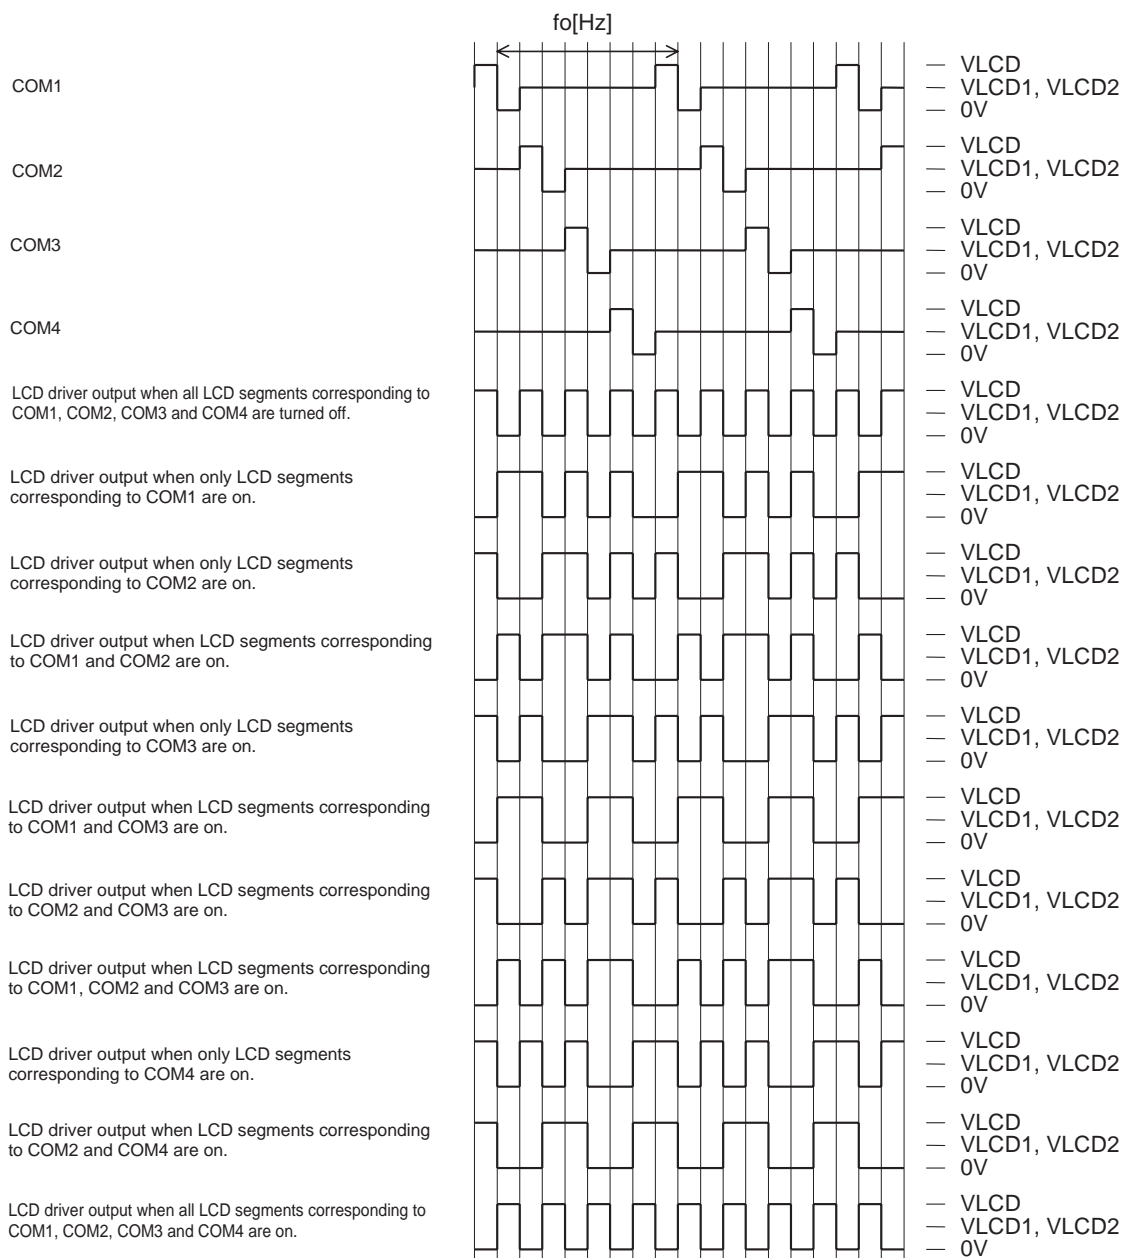 fo[Hz]
COM1
VLCD
VLCD1, VLCD2
0V
COM2
VLCD
VLCD1, VLCD2
0V
COM3
VLCD
VLCD1, VLCD2
0V
COM4
VLCD
VLCD1, VLCD2
0V
LCD driver output when all LCD segments corresponding to
COM1, COM2, COM3 and COM4 are turned off.
VLCD
VLCD1, VLCD2
0V
LCD driver output when only LCD segments
corresponding to COM1 are on.
VLCD
VLCD1, VLCD2
0V
LCD driver output when only LCD segments
corresponding to COM2 are on.
VLCD
VLCD1, VLCD2
0V
LCD driver output when LCD segments corresponding
to COM1 and COM2 are on.
VLCD
VLCD1, VLCD2
0V
LCD driver output when only LCD segments
corresponding to COM3 are on.
VLCD
VLCD1, VLCD2
0V
LCD driver output when LCD segments corresponding
to COM1 and COM3 are on.
VLCD
VLCD1, VLCD2
0V
LCD driver output when LCD segments corresponding
to COM2 and COM3 are on.
VLCD
VLCD1, VLCD2
0V
LCD driver output when LCD segments corresponding
to COM1, COM2 and COM3 are on.
VLCD
VLCD1, VLCD2
0V
LCD driver output when only LCD segments
corresponding to COM4 are on.
VLCD
VLCD1, VLCD2
0V
LCD driver output when LCD segments corresponding
to COM2 and COM4 are on.
VLCD
VLCD1, VLCD2
0V
LCD driver output when all LCD segments corresponding to
COM1, COM2, COM3 and COM4 are on.
VLCD
VLCD1, VLCD2
0V